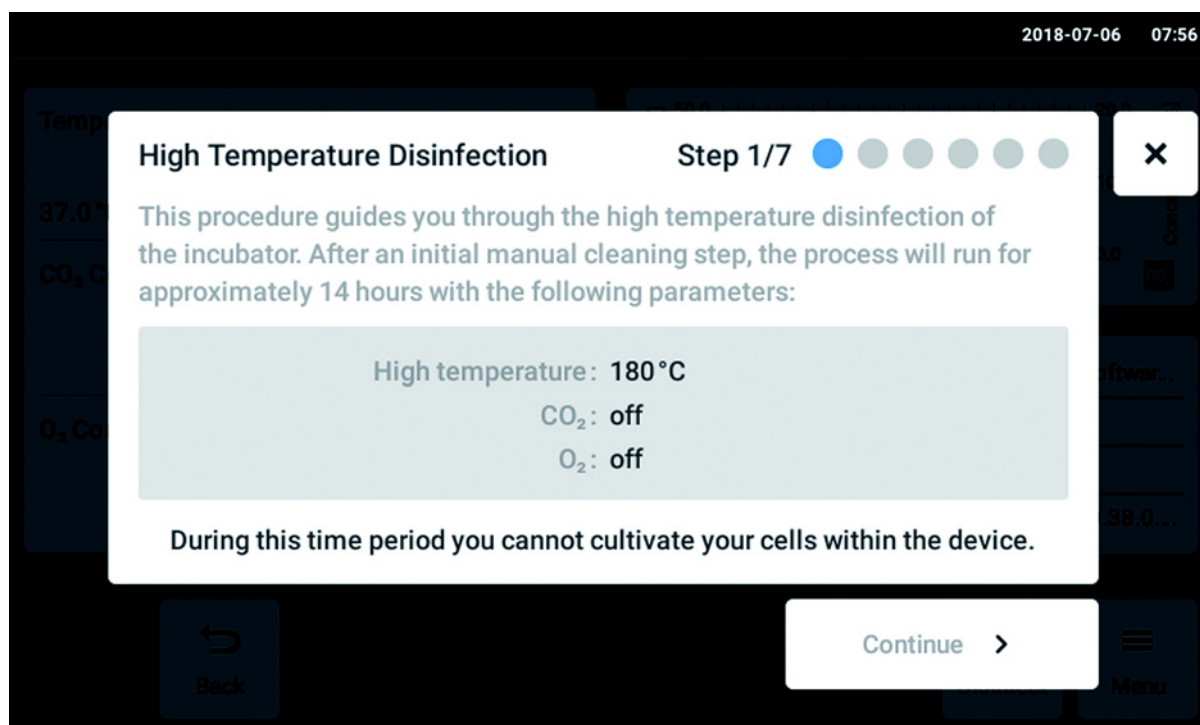 2018-07-06 07:56
High Temperature Disinfection Step 1/7
This procedure guides you through the high temperature disinfection of
the incubator. After an initial manual cleaning step, the process will run for
approximately 14 hours with the following parameters:
37.0
High temperature: 180°C
CO₂: off
O₂: off
During this time period you cannot cultivate your cells within the device.
Continue
Back
Menu